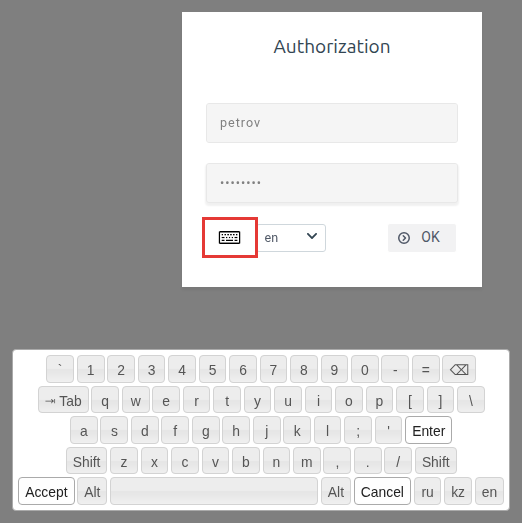 Authorization
petrov
••••••••
en OK
` 1 2 3 4 5 6 7 8 9 0 - = ⌫
⇥ Tab q w e r t y u i o p [ ] \
a s d f g h j k l ; ' Enter
Shift z x c v b n m , . / Shift
Accept Alt Alt Cancel ru kz en